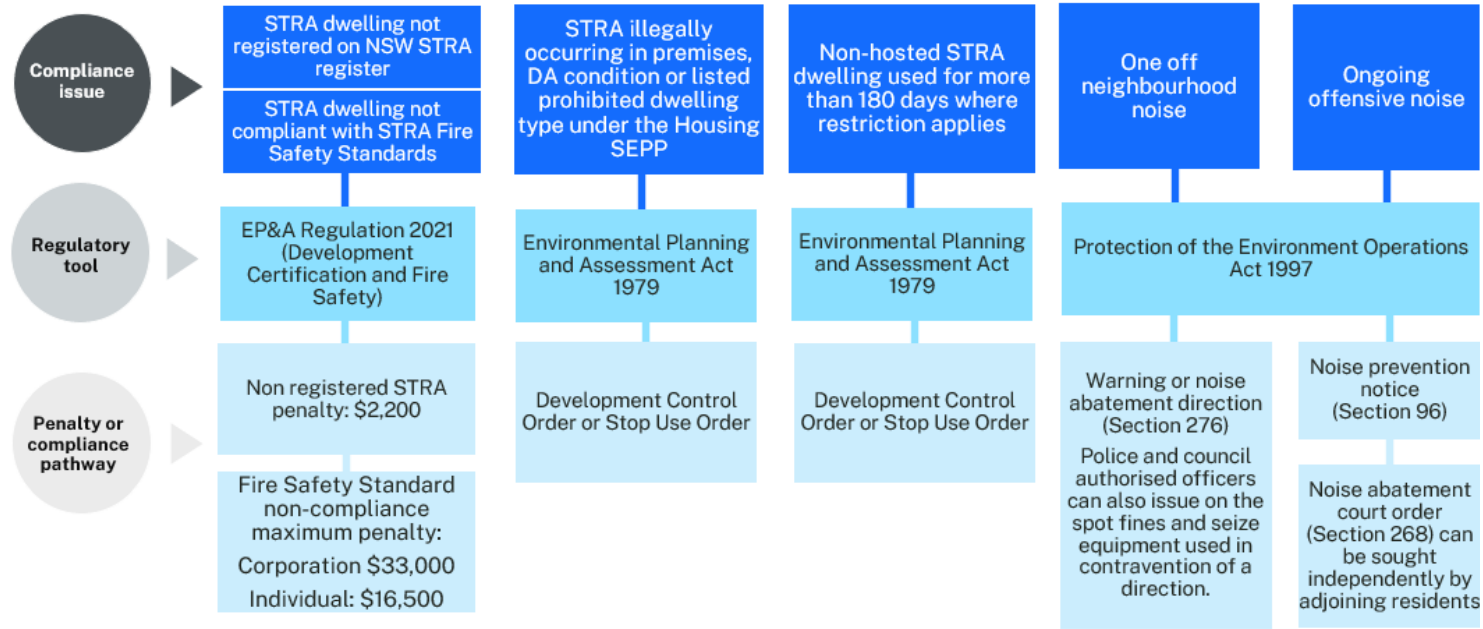 Compliance
issue
STRA dwelling not
registered on NSW STRA
register
STRA dwelling not
compliant with STRA Fire
Safety Standards
STRA illegally
occurring in premises,
DA condition or listed
prohibited dwelling
type under the Housing
SEPP
Non-hosted STRA
dwelling used for more
than 180 days where
restriction applies
One off
neighbourhood
noise
Ongoing
offensive noise
Regulatory
tool
EP&A Regulation 2021
(Development
Certification and Fire
Safety)
Environmental Planning
and Assessment Act
1979
Environmental Planning
and Assessment Act
1979
Protection of the Environment Operations
Act 1997
Penalty or
compliance
pathway
Non registered STRA
penalty: $2,200
Fire Safety Standard
non-compliance
maximum penalty:
Corporation $33,000
Individual: $16,500
Development Control
Order or Stop Use Order
Development Control
Order or Stop Use Order
Warning or noise
abatement direction
(Section 276)
Police and council
authorised officers
can also issue on the
spot fines and seize
equipment used in
contravention of a
direction.
Noise prevention
notice
(Section 96)
Noise abatement
court order
(Section 268) can
be sought
independently by
adjoining residents